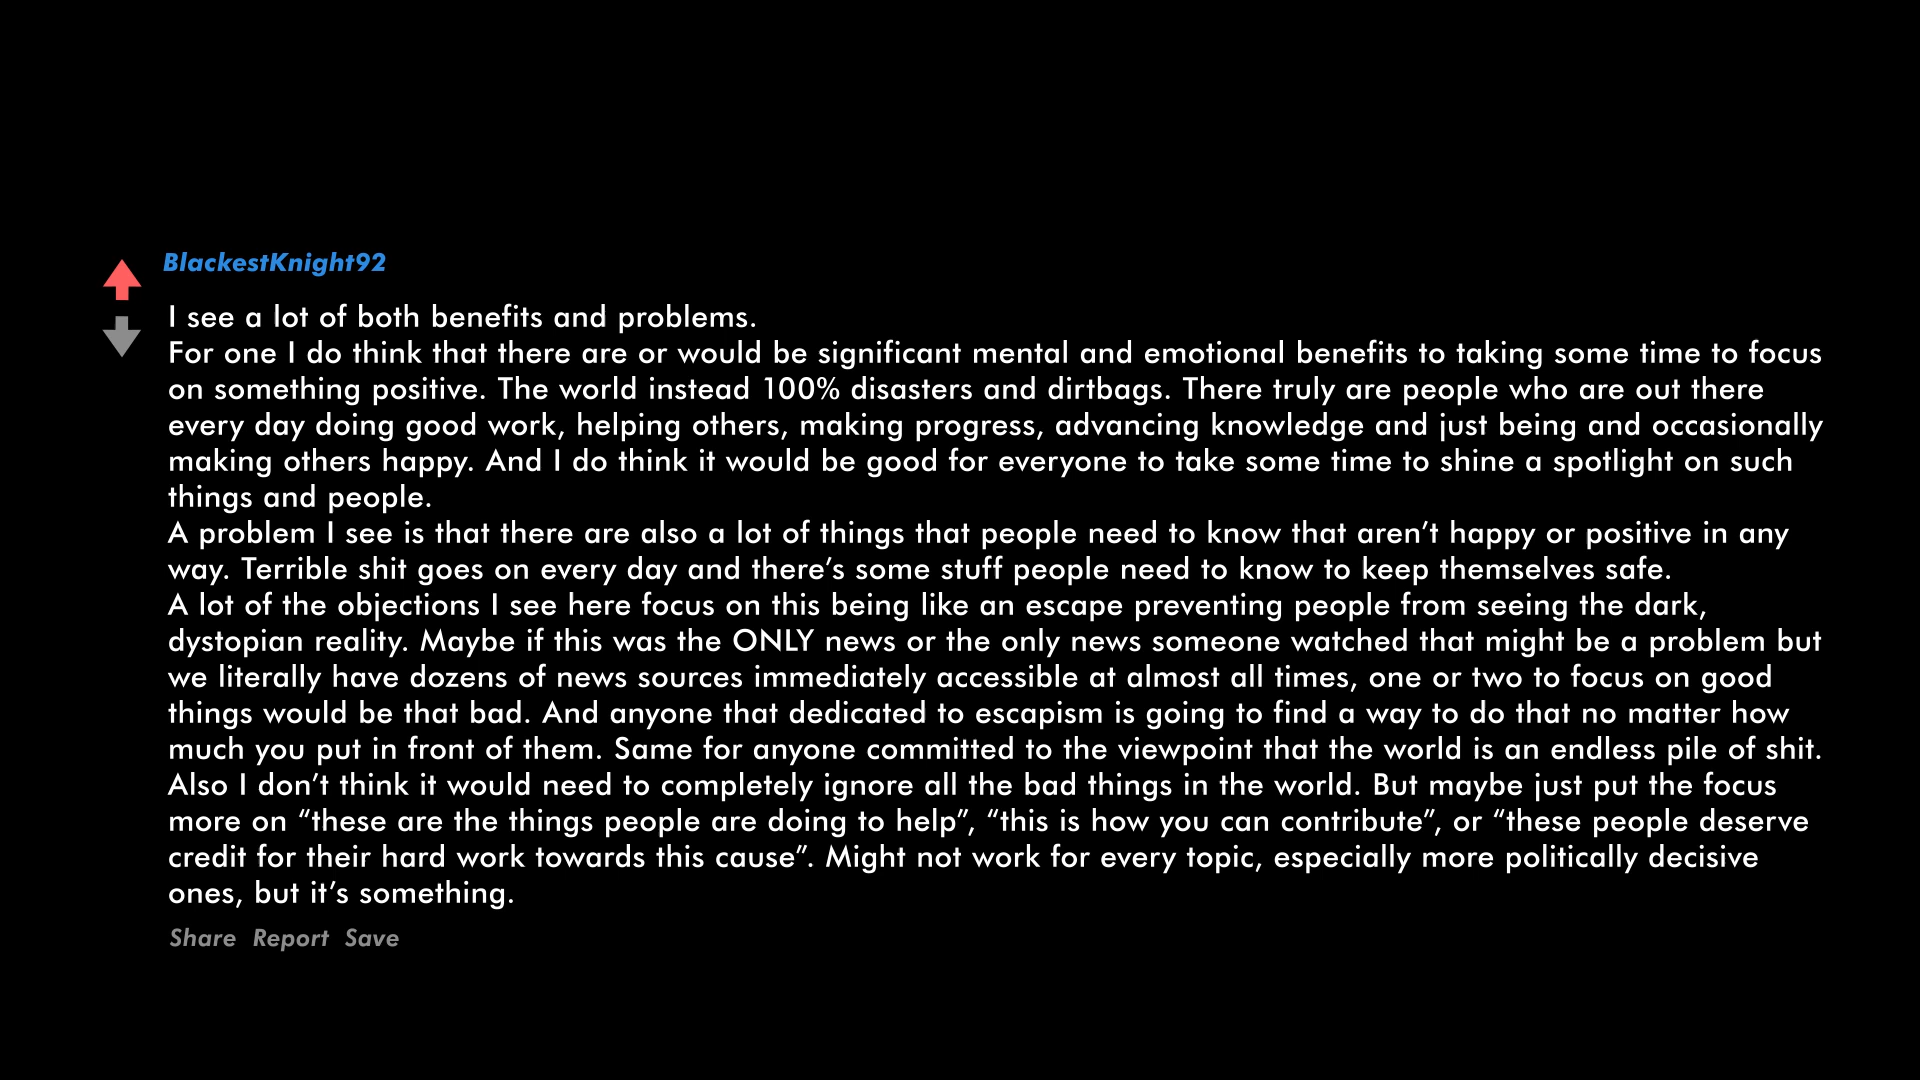 BlackestKnight92
I see a lot of both benefits and problems.
For one I do think that there are or would be significant mental and emotional benefits to taking some time to focus
on something positive. The world instead 100% disasters and dirtbags. There truly are people who are out there
every day doing good work, helping others, making progress, advancing knowledge and just being and occasionally
making others happy. And I do think it would be good for everyone to take some time to shine a spotlight on such
things and people.
A problem I see is that there are also a lot of things that people need to know that aren’t happy or positive in any
way. Terrible shit goes on every day and there’s some stuff people need to know to keep themselves safe.
A lot of the objections I see here focus on this being like an escape preventing people from seeing the dark,
dystopian reality. Maybe if this was the ONLY news or the only news someone watched that might be a problem but
we literally have dozens of news sources immediately accessible at almost all times, one or two to focus on good
things would be that bad. And anyone that dedicated to escapism is going to find a way to do that no matter how
much you put in front of them. Same for anyone committed to the viewpoint that the world is an endless pile of shit.
Also I don’t think it would need to completely ignore all the bad things in the world. But maybe just put the focus
more on “these are the things people are doing to help”, “this is how you can contribute”, or “these people deserve
credit for their hard work towards this cause”. Might not work for every topic, especially more politically decisive
ones, but it’s something.
Share Report Save